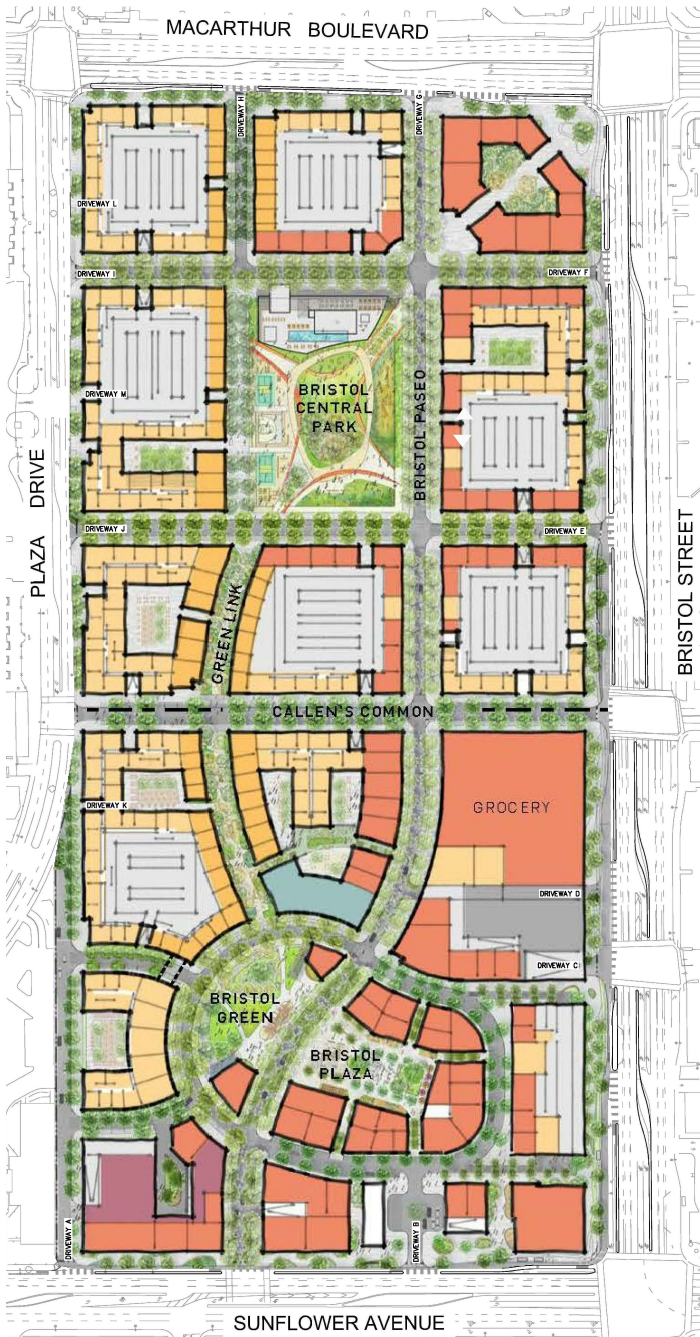 MACARTHUR BOULEVARD
DRIVEWAY H
DRIVEWAY G
DRIVEWAY L
DRIVEWAY I
DRIVEWAY F
BRISTOL
CENTRAL
PARK
BRISTOL PASEO
DRIVEWAY M
PLAZA DRIVE
BRISTOL STREET
DRIVEWAY J
DRIVEWAY E
GREEN LINK
CALLEN'S COMMON
DRIVEWAY K
GROCERY
DRIVEWAY D
DRIVEWAY C
BRISTOL
GREEN
BRISTOL
PLAZA
DRIVEWAY A
DRIVEWAY B
SUNFLOWER AVENUE